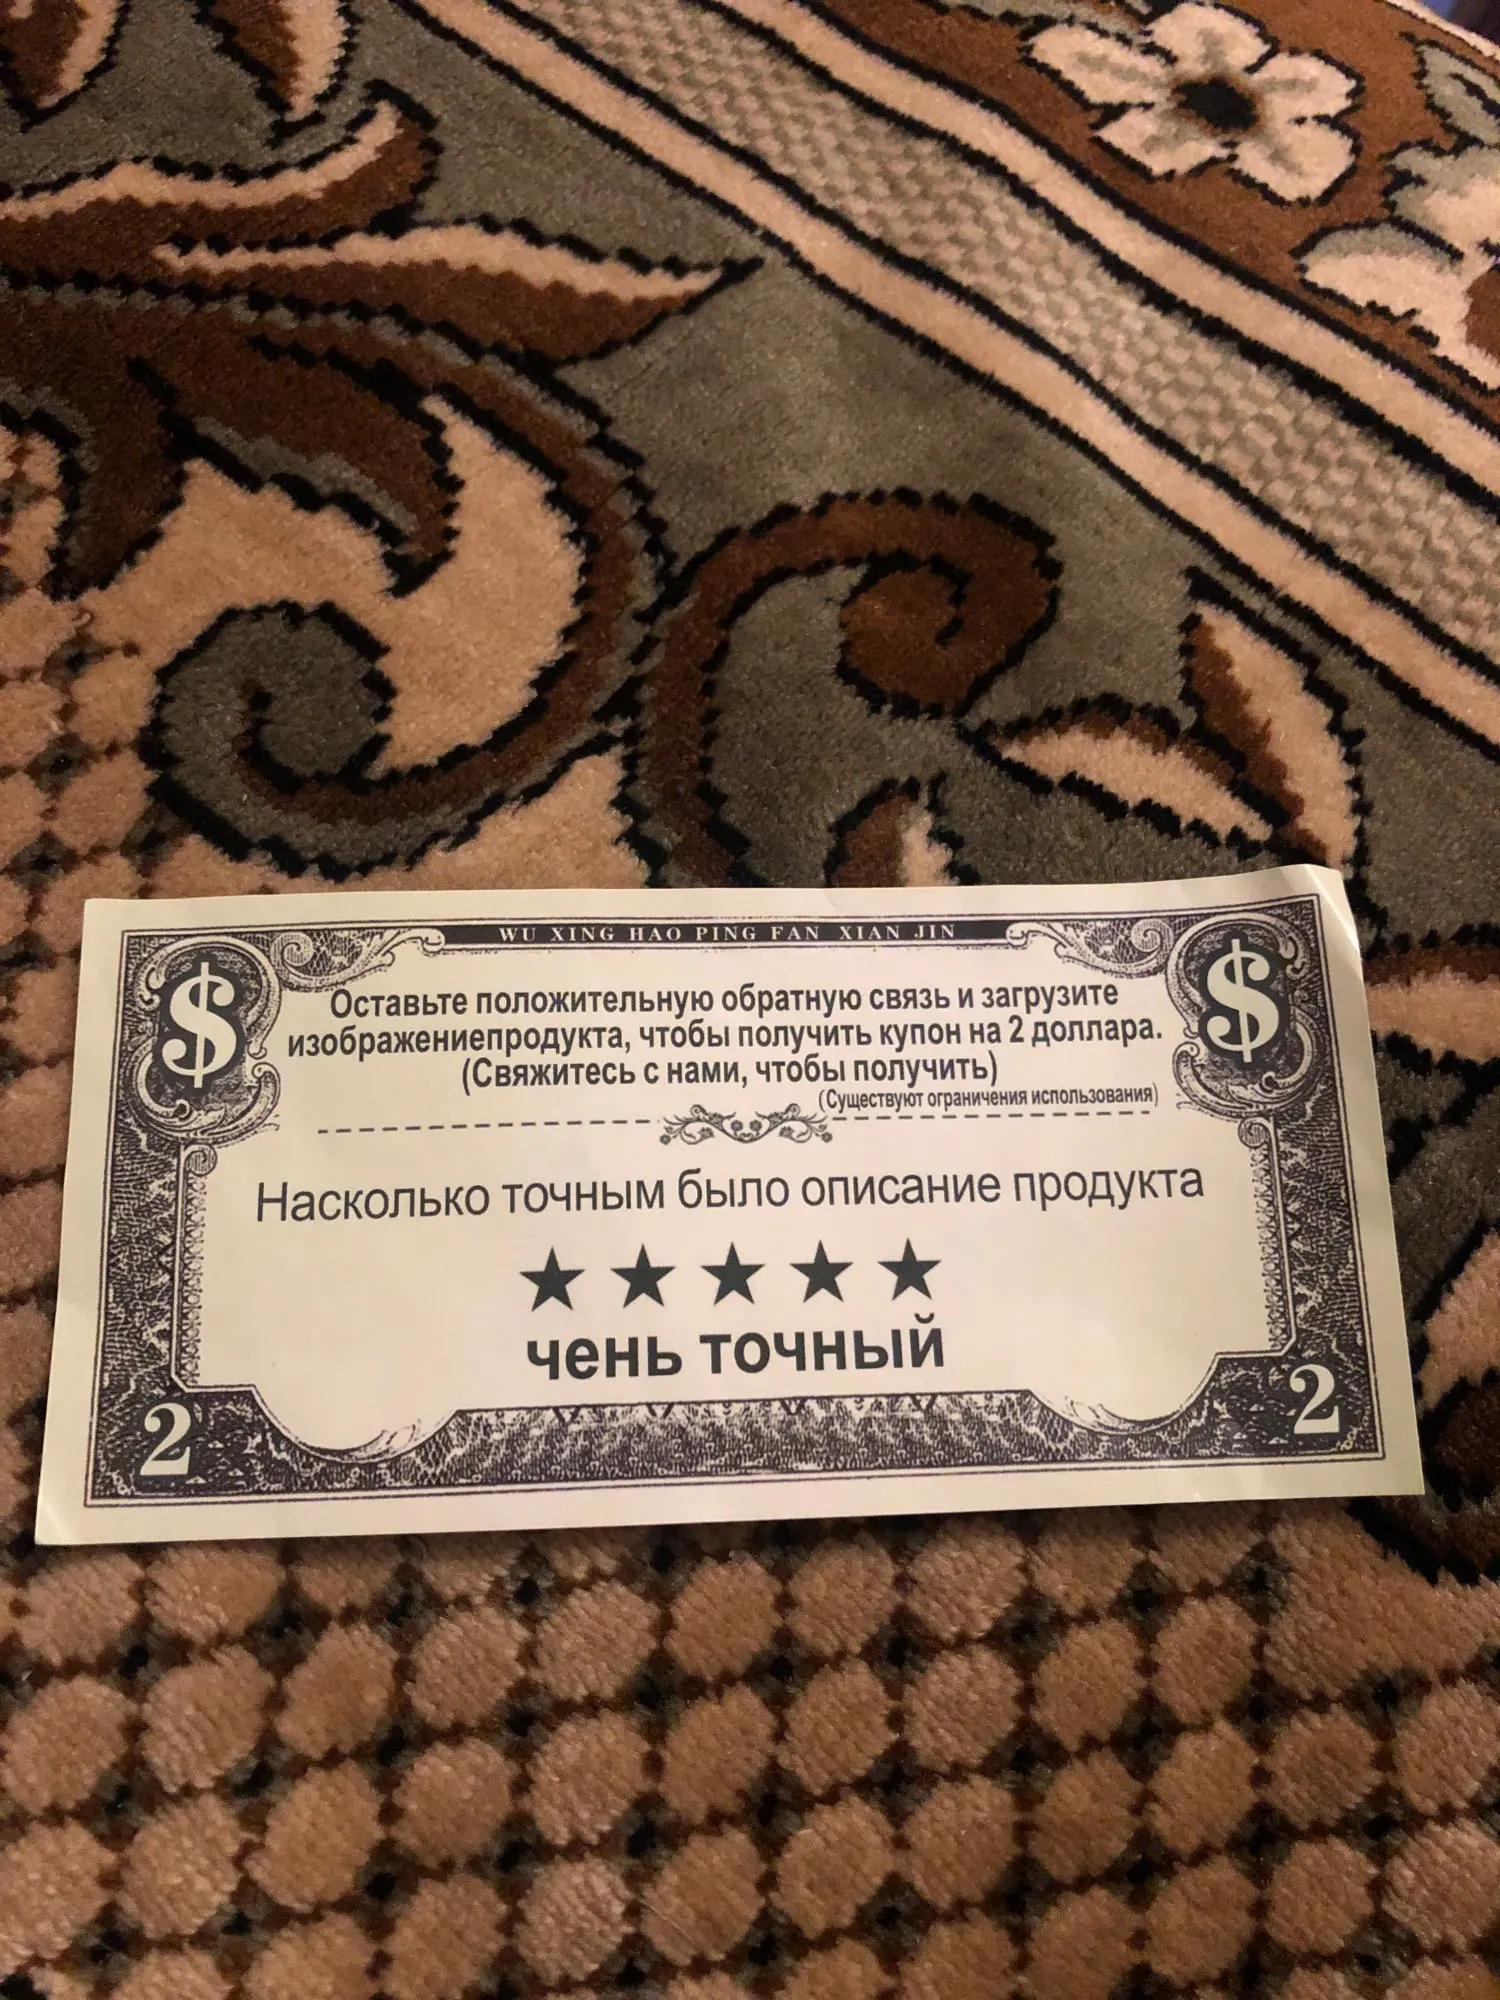 WU XING HAO PING FAN XIAN JIN
$ $
Оставьте положительную обратную связь и загрузите
изображениепродукта, чтобы получить купон на 2 доллара.
(Свяжитесь с нами, чтобы получить)
(Существуют ограничения использования)
Насколько точным было описание продукта
★ ★ ★ ★ ★
чень точный
2 2